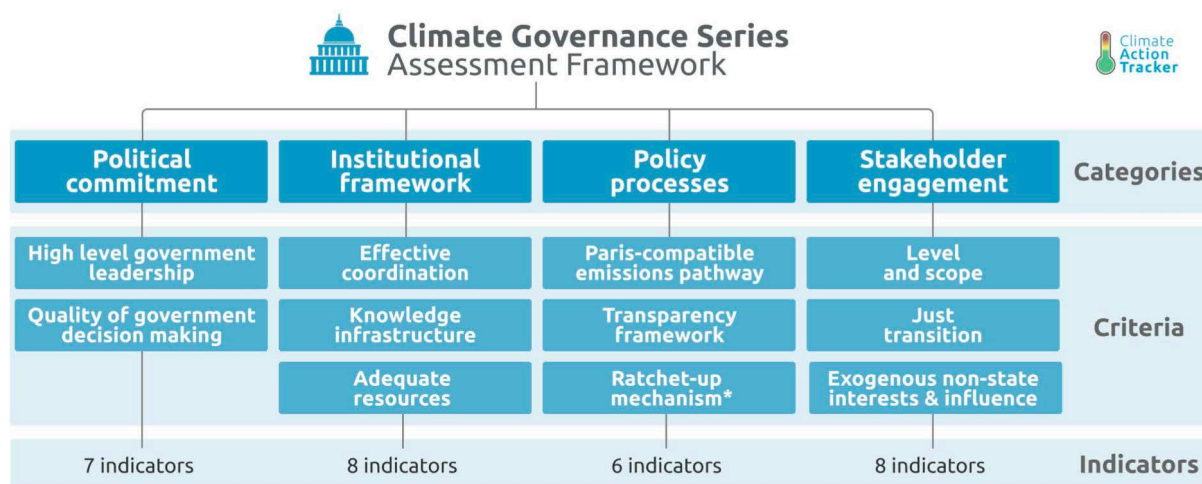 Climate Governance Series
Assessment Framework
Climate
Action
Tracker
Political
commitment
Institutional
framework
Policy
processes
Stakeholder
engagement
Categories
High level government
leadership
Effective
coordination
Paris-compatible
emissions pathway
Level
and scope
Quality of government
decision making
Knowledge
infrastructure
Transparency
framework
Just
transition
Criteria
Adequate
resources
Ratchet-up
mechanism*
Exogenous non-state
interests & influence
7 indicators
8 indicators
6 indicators
8 indicators
Indicators